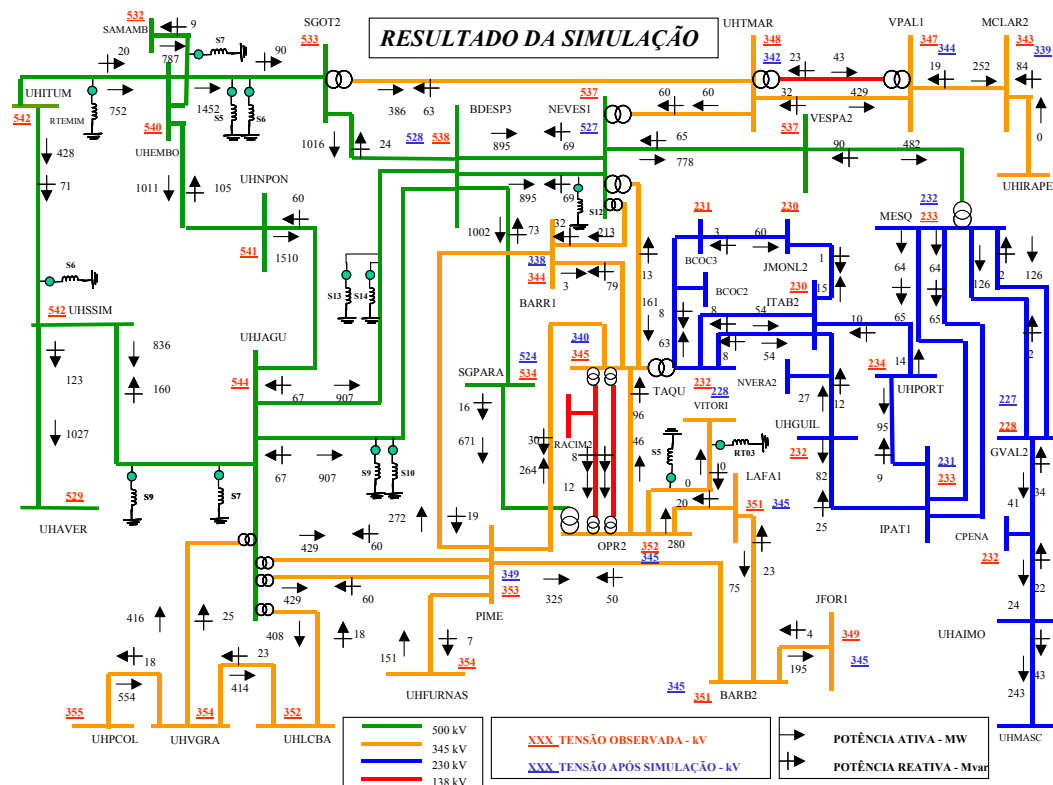 RESULTADO DA SIMULAÇÃO
532
SAMAMB
9
S7
787
20
90
SGOT2
533
UHITUM
542
752
RTEMIM
1452
S5
S6
540
UHEMBO
428
71
1011
105
UHNPON
60
541
1510
386
63
1016
24
528
538
BDESP3
895
69
NEVES1
537
527
60
60
65
778
895
69
S12
UHTMAR
348
342
23
43
32
429
VESPA2
537
90
482
VPAL1
347
344
19
252
MCLAR2
343
339
84
0
UHIRAPE
S6
542
UHSSIM
836
160
123
1027
529
UHAVER
S9
S7
S13
S14
UHJAGU
544
67
907
67
907
S9
S10
1002
73
32
213
338
344
BARR1
3
79
13
161
524
534
SGPARA
16
671
30
264
340
345
RACIM2
8
12
96
46
TAQU
8
63
231
BCOC3
3
60
BCOC2
230
JMONL2
1
15
230
ITAB2
8
54
8
54
232
228
NVERA2
27
12
UHGUIL
232
82
25
10
14
234
UHPORT
95
9
231
233
IPAT1
232
233
MESQ
64
64
65
65
126
2
126
2
227
228
GVAL2
41
34
CPENA
232
22
24
UHAIMO
43
243
UHMASC
VITORI
S5
RT03
0
0
20
280
OPR2
352
345
LAFA1
351
345
75
23
272
19
429
60
429
60
PIME
349
353
325
50
151
7
UHFURNAS
354
408
18
416
25
18
554
23
414
355
UHPCOL
354
UHVGRA
352
UHLCBA
345
351
BARB2
4
195
JFOR1
349
345
500 kV
345 kV
230 kV
138 kV
XXX TENSÃO OBSERVADA - kV
XXX TENSÃO APÓS SIMULAÇÃO - kV
POTÊNCIA ATIVA - MW
POTÊNCIA REATIVA - Mvar